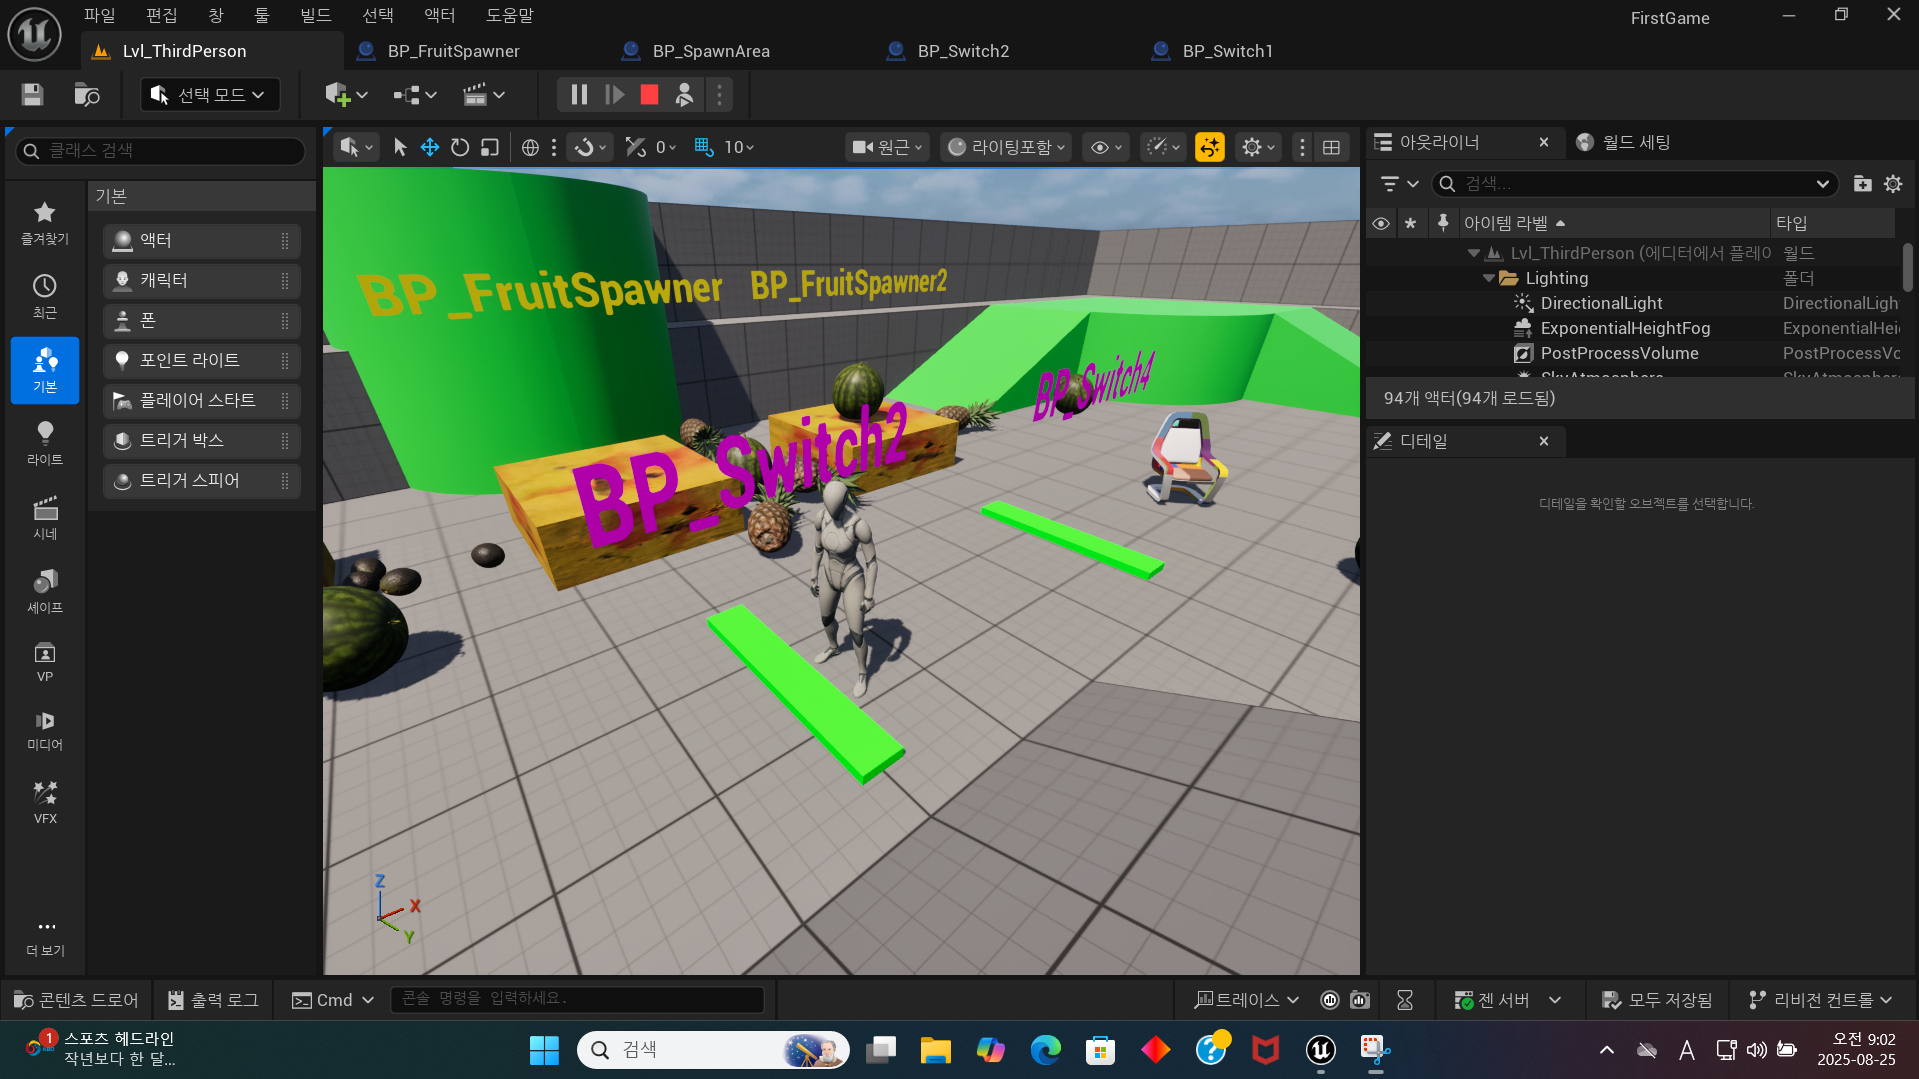 파일 편집 창 툴 빌드 선택 액터 도움말
FirstGame
Lvl_ThirdPerson BP_FruitSpawner BP_SpawnArea BP_Switch2 BP_Switch1
선택 모드
클래스 검색
0 10
원근
라이팅포함
기본
즐겨찾기
최근
기본
라이트
시네
셰이프
VP
미디어
VFX
더 보기
액터
캐릭터
폰
포인트 라이트
플레이어 스타트
트리거 박스
트리거 스피어
BP_FruitSpawner
BP_FruitSpawner2
BP_Switch4
BP_Switch2
Z
X
Y
아웃라이너
월드 세팅
검색...
아이템 라벨 타입
Lvl_ThirdPerson (에디터에서 플레이 월드
Lighting 폴더
DirectionalLight DirectionalLigh
ExponentialHeightFog ExponentialHei
PostProcessVolume PostProcessVo
94개 액터(94개 로드됨)
디테일
디테일을 확인할 오브젝트를 선택합니다.
콘텐츠 드로어 출력 로그 Cmd 콘솔 명령을 입력하세요. 트레이스 젠 서버 모두 저장됨 리비전 컨트롤
1
스포츠 헤드라인
작년보다 한 달...
검색
A
오전 9:02
2025-08-25